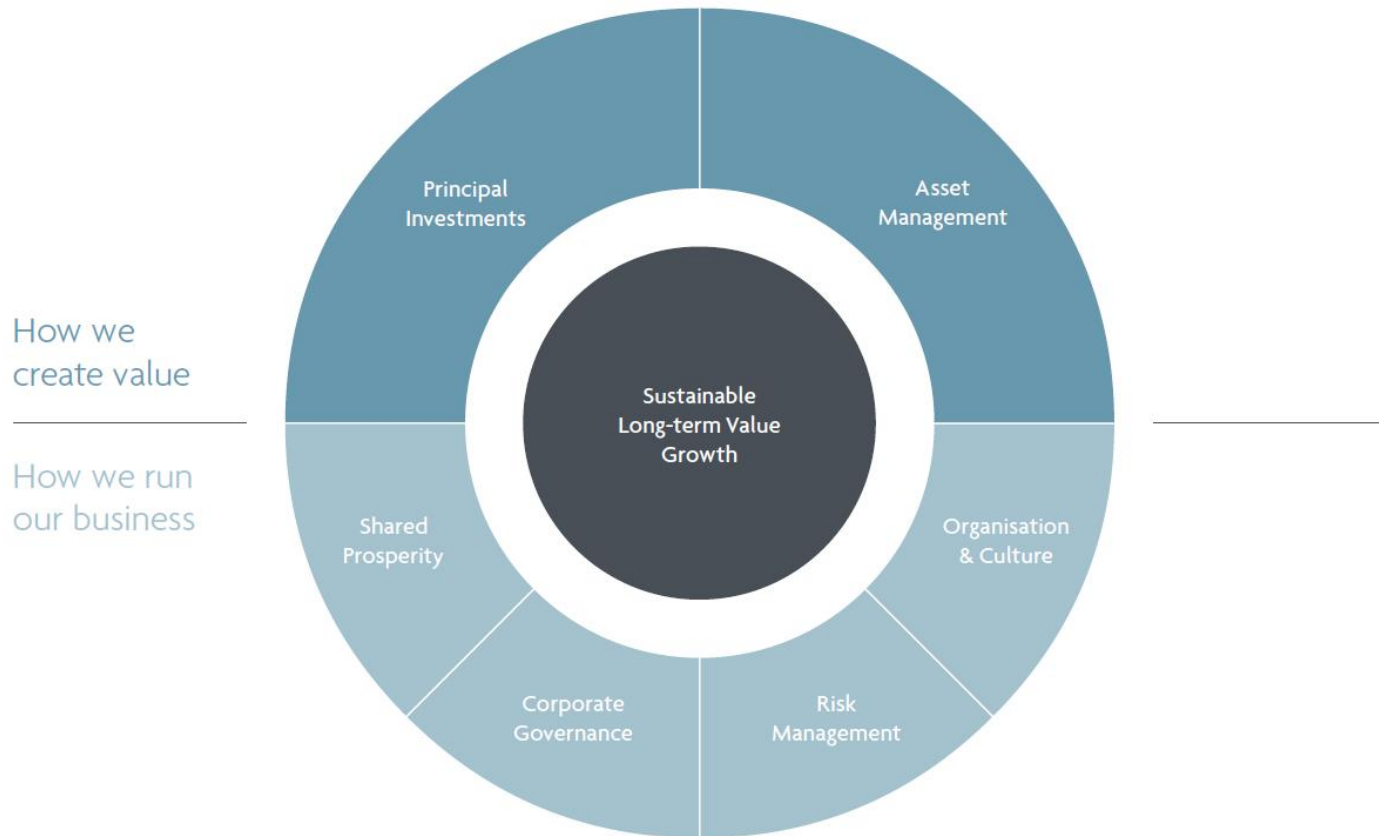 Principal
Investments
Asset
Management
How we
create value
Sustainable
Long-term Value
Growth
How we run
our business
Shared
Prosperity
Organisation
& Culture
Corporate
Governance
Risk
Management